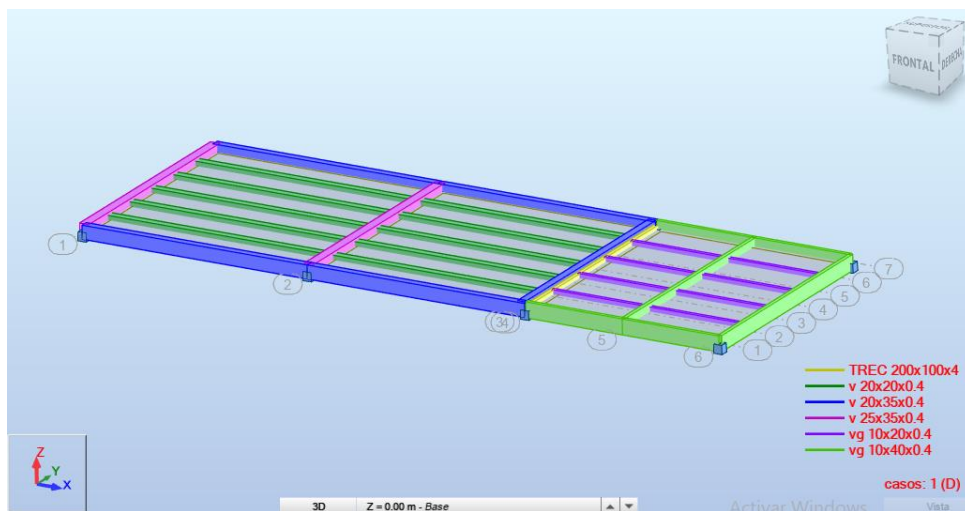 FRONTAL
1
2
34
5
6
1
2
3
4
5
6
7
TREC 200x100x4
v 20x20x0.4
v 20x35x0.4
v 25x35x0.4
vg 10x20x0.4
vg 10x40x0.4
casos: 1 (D)
Z
Y
X
3D Z = 0.00 m - Base
Activar Windows
Vista